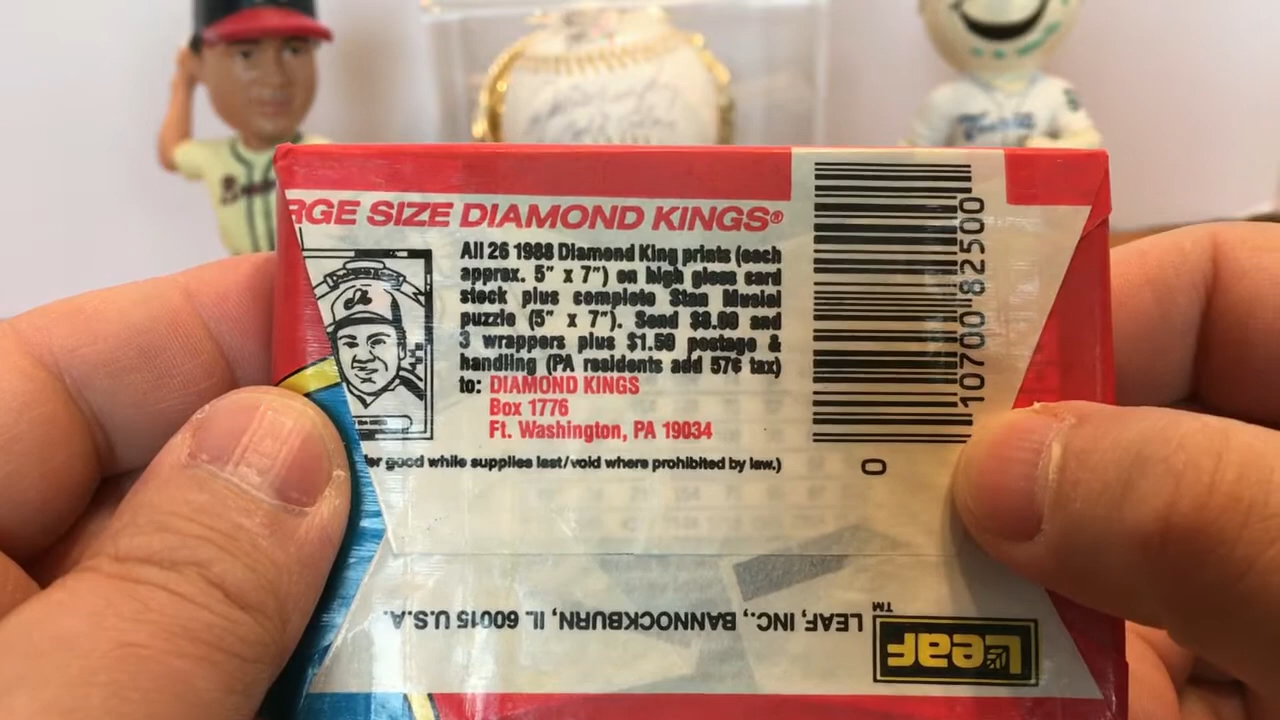 RGE SIZE DIAMOND KINGS®
All 26 1988 Diamond King prints (each
approx. 5" x 7") on high gloss card
stock plus complete Stan Musial
puzzle (5" x 7"). Send $8.00 and
3 wrappers plus $1.50 postage &
handling (PA residents add 57¢ tax)
to: DIAMOND KINGS
Box 1776
Ft. Washington, PA 19034
er good while supplies last/void where prohibited by law.)
10700 82500
0
LEAF, INC., BANNOCKBURN, IL 60015 U.S.A.
Leaf
TM